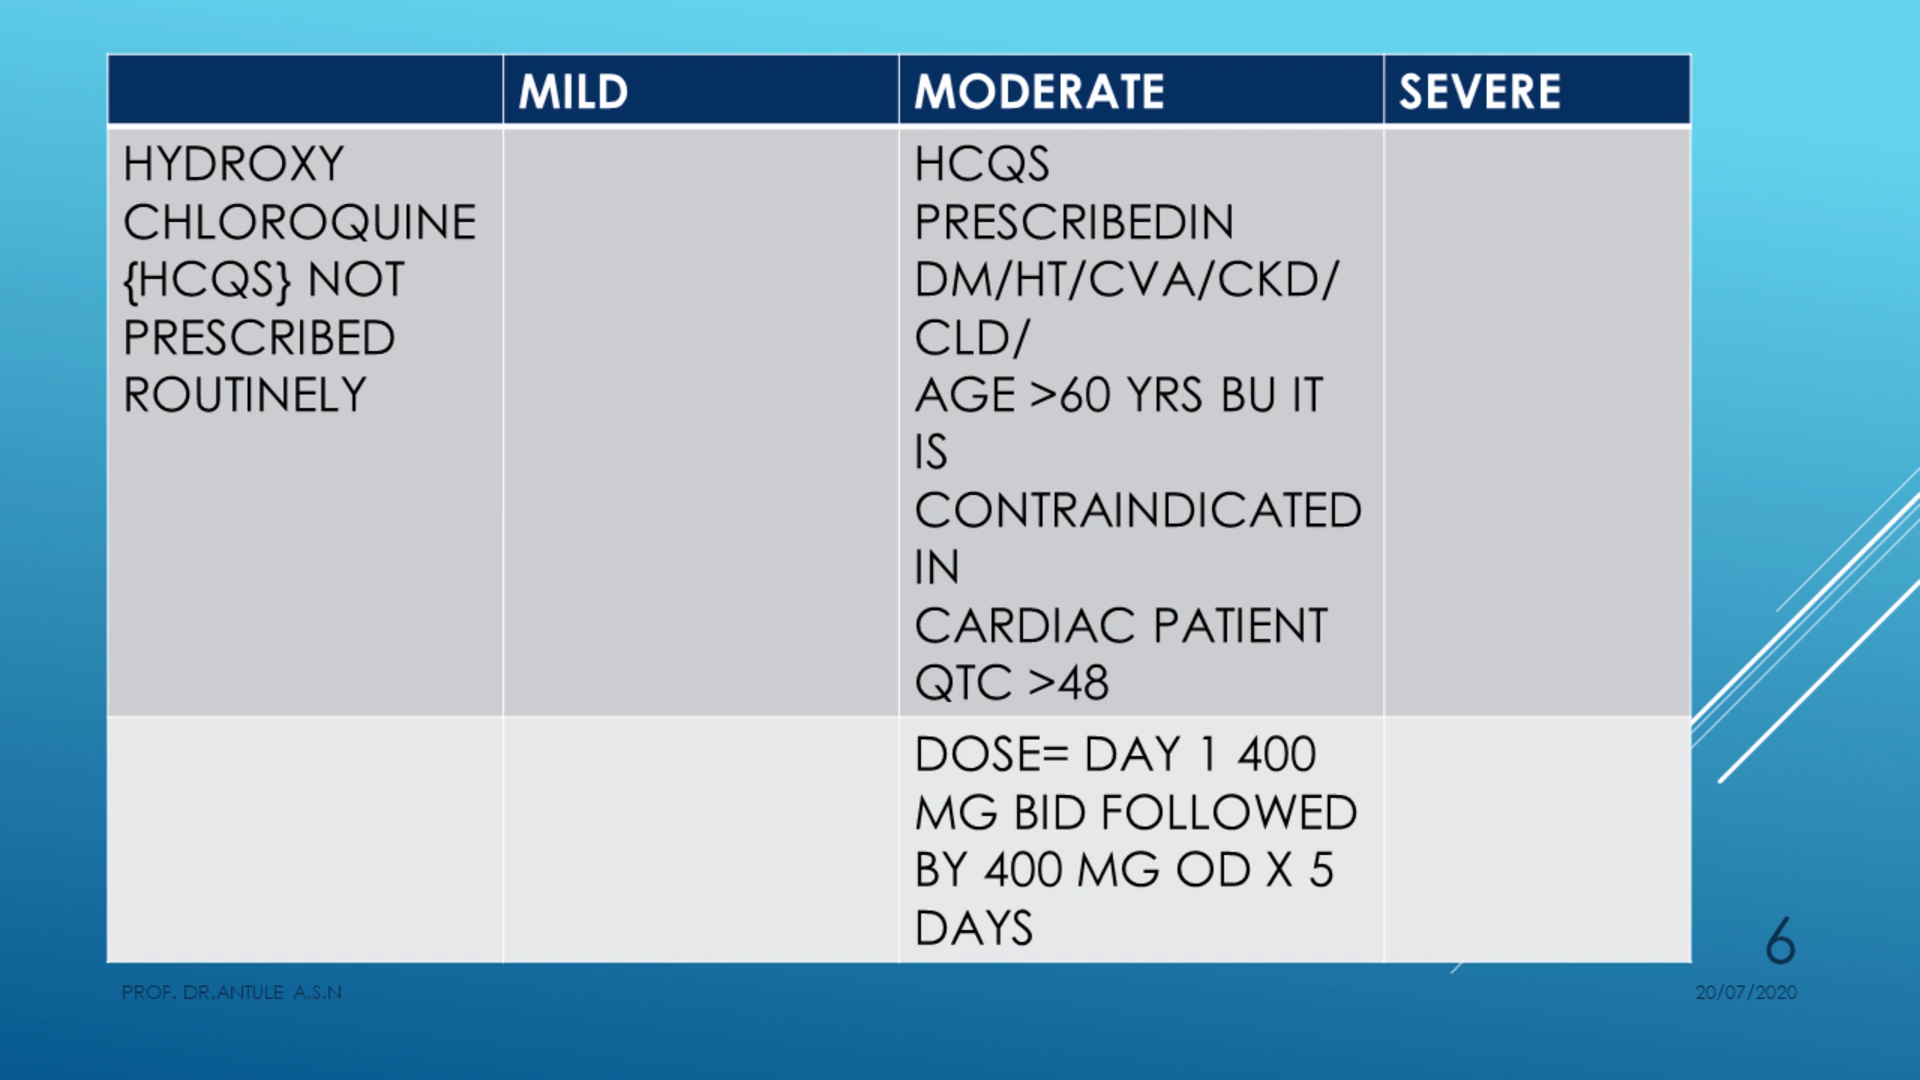 MILD
MODERATE
SEVERE
HYDROXY
CHLOROQUINE
{HCQS} NOT
PRESCRIBED
ROUTINELY
HCQS
PRESCRIBEDIN
DM/HT/CVA/CKD/
CLD/
AGE >60 YRS BU IT
IS
CONTRAINDICATED
IN
CARDIAC PATIENT
QTC >48
DOSE= DAY 1 400
MG BID FOLLOWED
BY 400 MG OD X 5
DAYS
6
PROF. DR.ANTULE A.S.N
20/07/2020